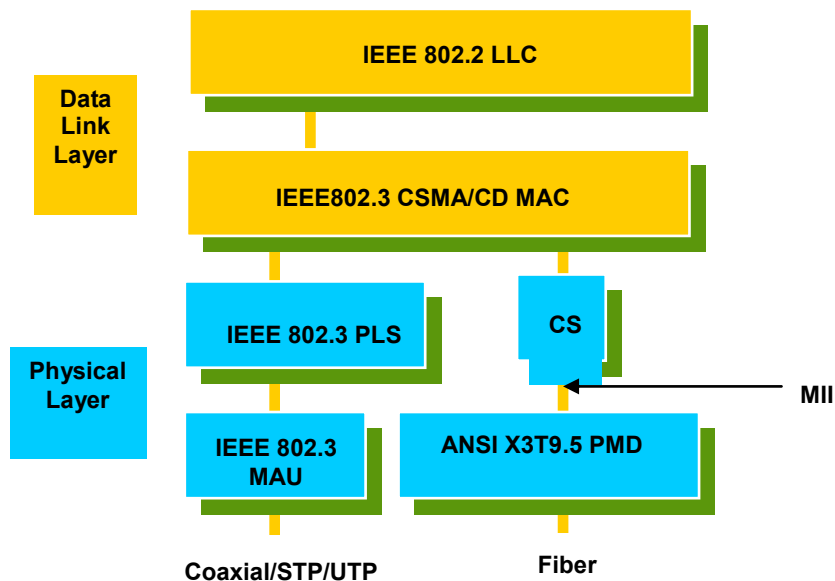 IEEE 802.2 LLC
Data
Link
Layer
IEEE802.3 CSMA/CD MAC
IEEE 802.3 PLS
CS
Physical
Layer
MII
IEEE 802.3
MAU
ANSI X3T9.5 PMD
Coaxial/STP/UTP
Fiber